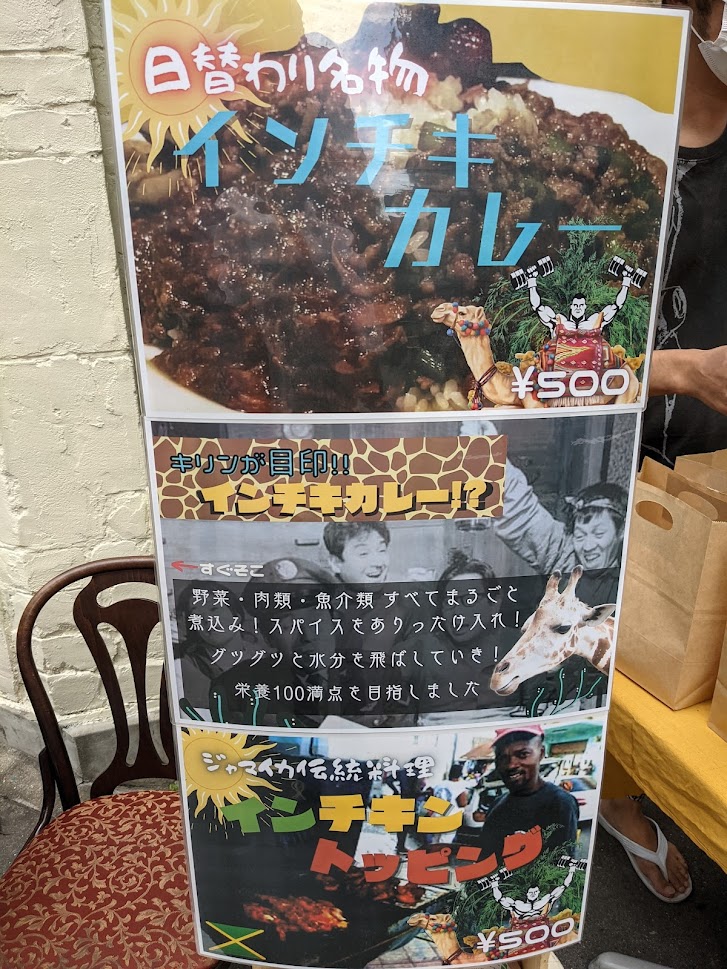 日替わり名物
インチキ
カレー
¥500
キリンが目印!!
インチキカレー!?
←すぐそこ
野菜・肉類・魚介類 すべてまるごと
煮込み！スパイスをありったけ入れ！
グツグツと水分を飛ばしていき！
栄養100満点を目指しました
ジャマイカ伝統料理
インチキン
トッピング
¥500